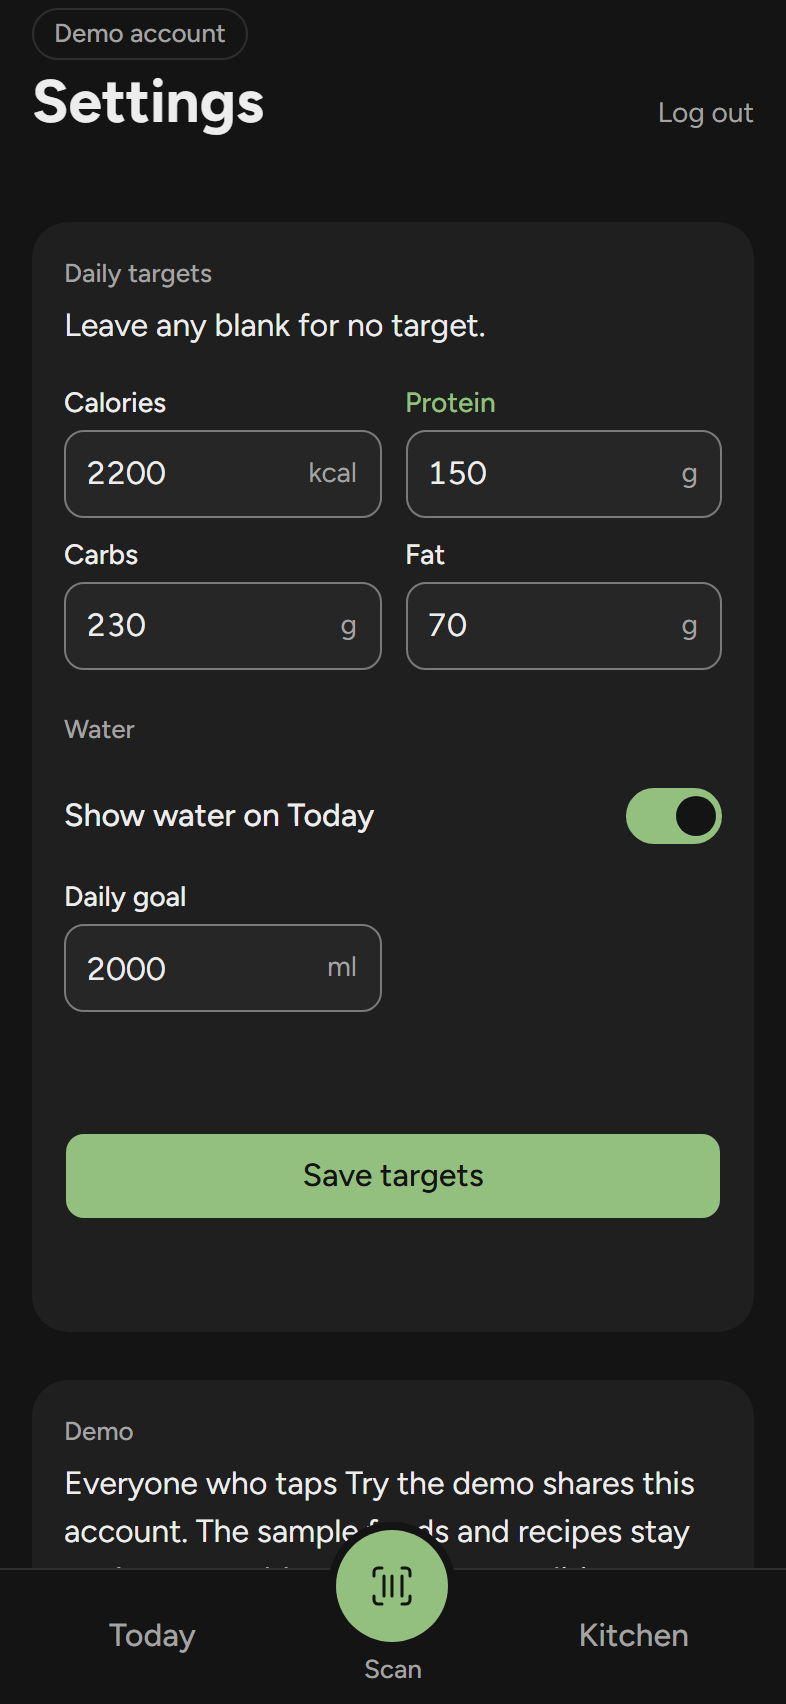 Demo account
Settings
Log out
Daily targets
Leave any blank for no target.
Calories
Protein
2200 kcal
150 g
Carbs
Fat
230 g
70 g
Water
Show water on Today
Daily goal
2000 ml
Save targets
Demo
Everyone who taps Try the demo shares this
account. The sample and recipes stay
Today
Scan
Kitchen